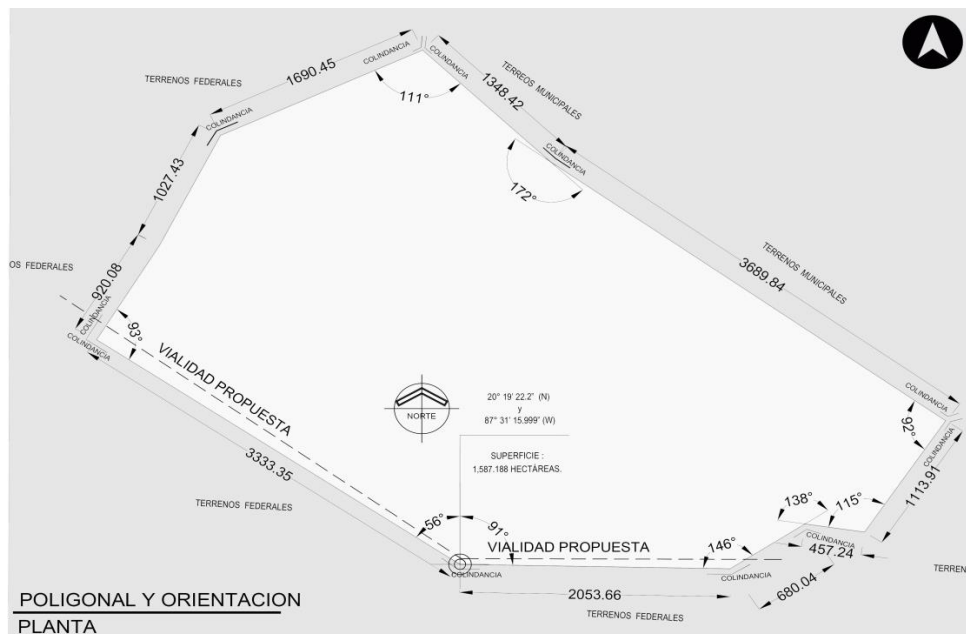 COLINDANCIA
1690.45
TERRENOS FEDERALES
COLINDANCIA
111°
1348.42
TERREOS MUNICIPALES
COLINDANCIA
1027.43
COLINDANCIA
172°
OS FEDERALES
920.08
COLINDANCIA
COLINDANCIA
93°
VIALIDAD PROPUESTA
3333.35
TERRENOS FEDERALES
TERRENOS MUNICIPALES
3689.84
COLINDANCIA
NORTE
20° 19' 22.2" (N)
y
87° 31' 15.999" (W)
SUPERFICIE :
1,587.188 HECTÁREAS.
92°
COLINDANCIA
1113.91
138°
115°
56°
91°
VIALIDAD PROPUESTA
146°
COLINDANCIA
457.24
COLINDANCIA
COLINDANCIA
680.04
TERREN
2053.66
TERRENOS FEDERALES
POLIGONAL Y ORIENTACION
PLANTA